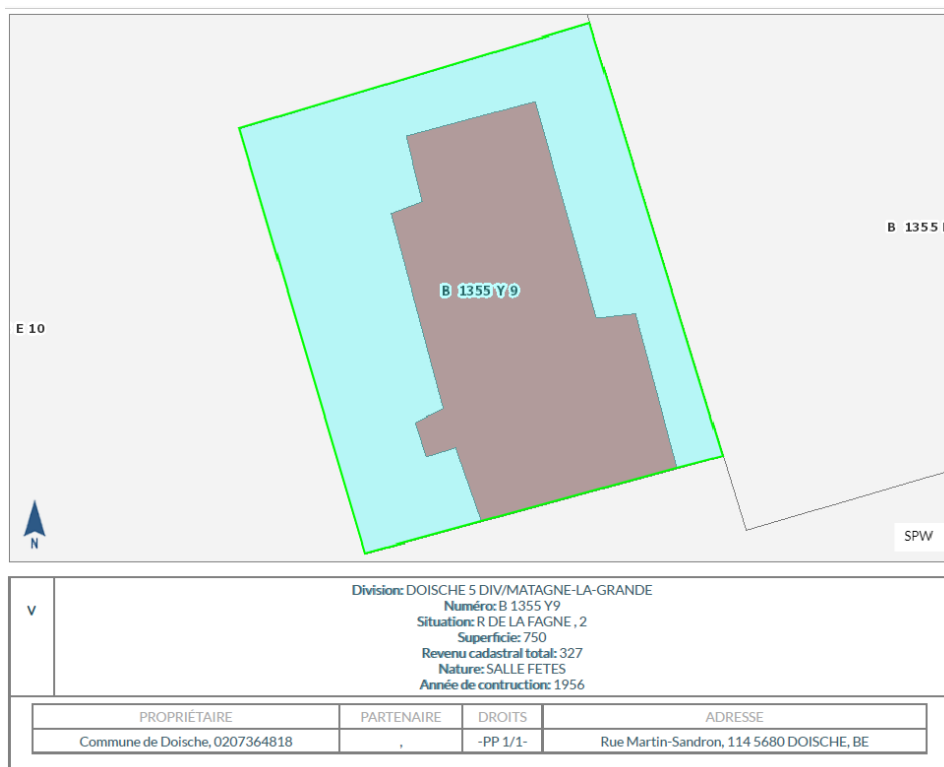 B 1355
B 1355 Y 9
E 10
N
SPW
V
Division: DOISCHE 5 DIV/MATAGNE-LA-GRANDE
Numéro: B 1355 Y9
Situation: R DE LA FAGNE , 2
Superficie: 750
Revenu cadastral total: 327
Nature: SALLE FETES
Année de contruction: 1956
PROPRIÉTAIRE PARTENAIRE DROITS ADRESSE
Commune de Doische, 0207364818 , -PP 1/1- Rue Martin-Sandron, 114 5680 DOISCHE, BE